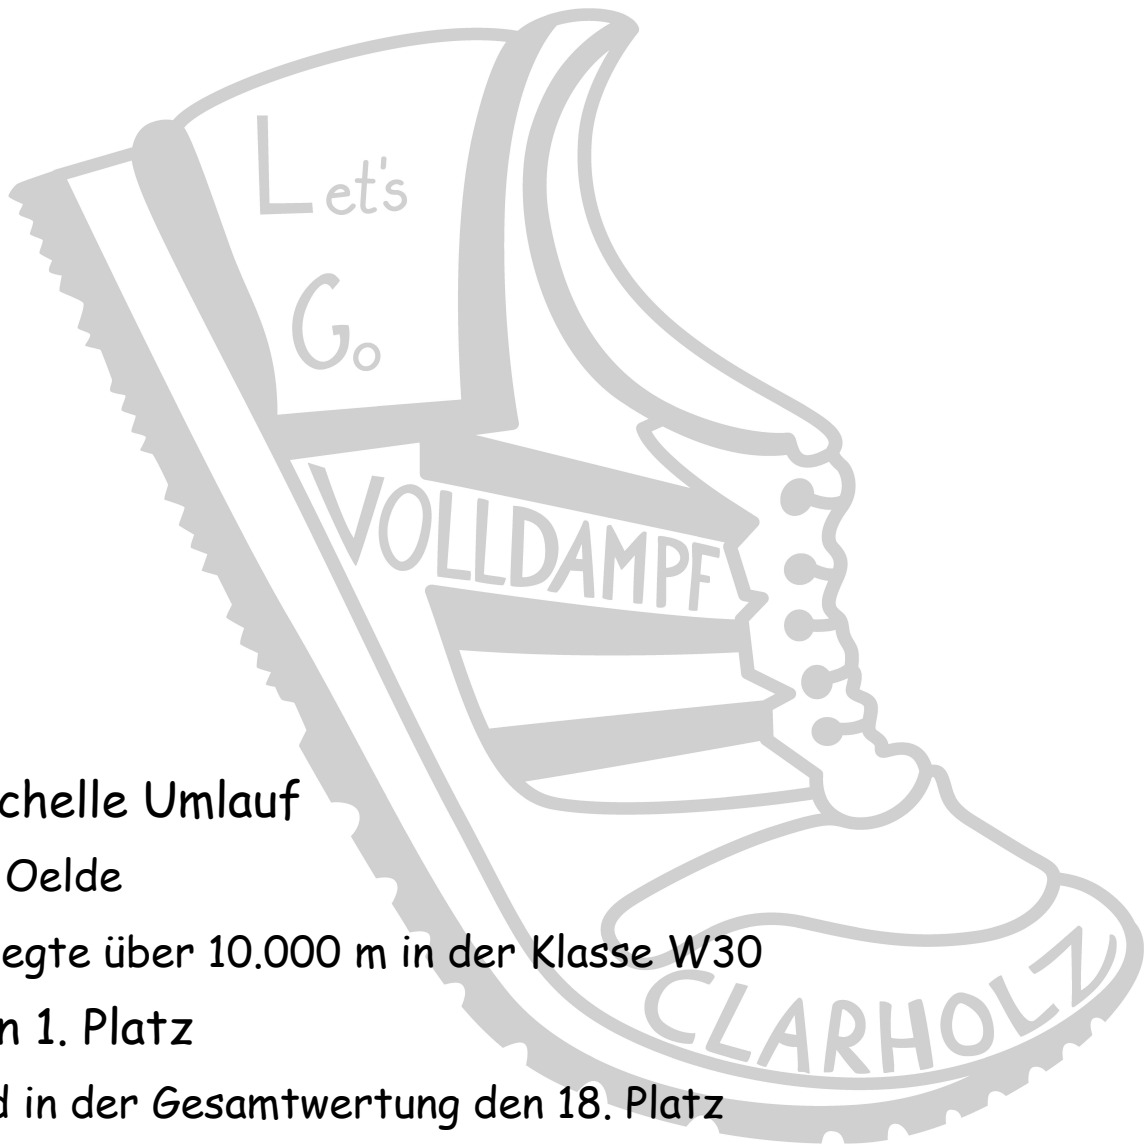 Let's
Go
VOLLDAMPF
chelle Umlauf
Oelde
egte über 10.000 m in der Klasse W30
n 1. Platz
d in der Gesamtwertung den 18. Platz
CLARHOLZ